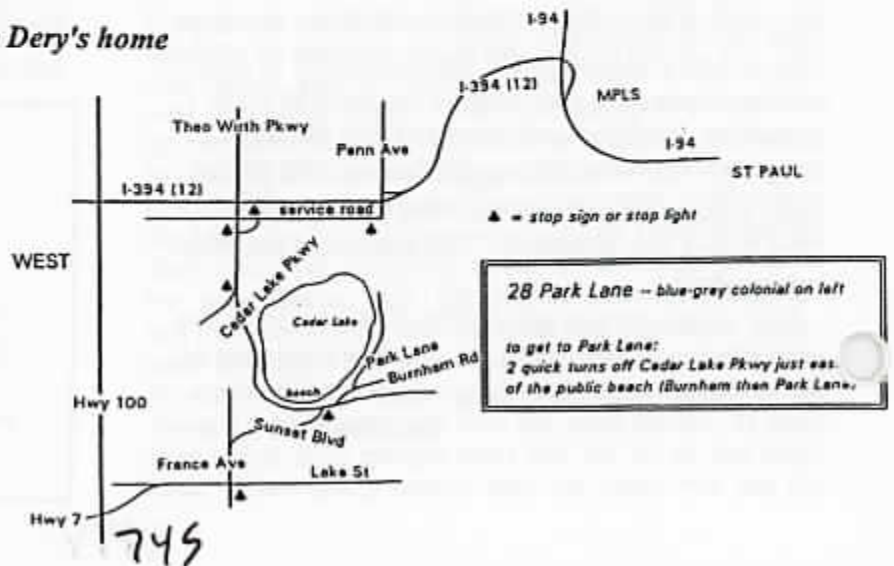 Dery's home
I-94
I-394 (12)
MPLS
Theo Wirth Pkwy
Penn Ave
I-94
ST PAUL
I-394 (12)
service road
▲ = stop sign or stop light
WEST
Cedar Lake Pkwy
Cedar Lake
28 Park Lane -- blue-grey colonial on left
to get to Park Lane:
2 quick turns off Cedar Lake Pkwy just
of the public beach (Burnham then Park Lane)
Park Lane
Burnham Rd
beach
Hwy 100
Sunset Blvd
France Ave
Lake St
Hwy 7
745